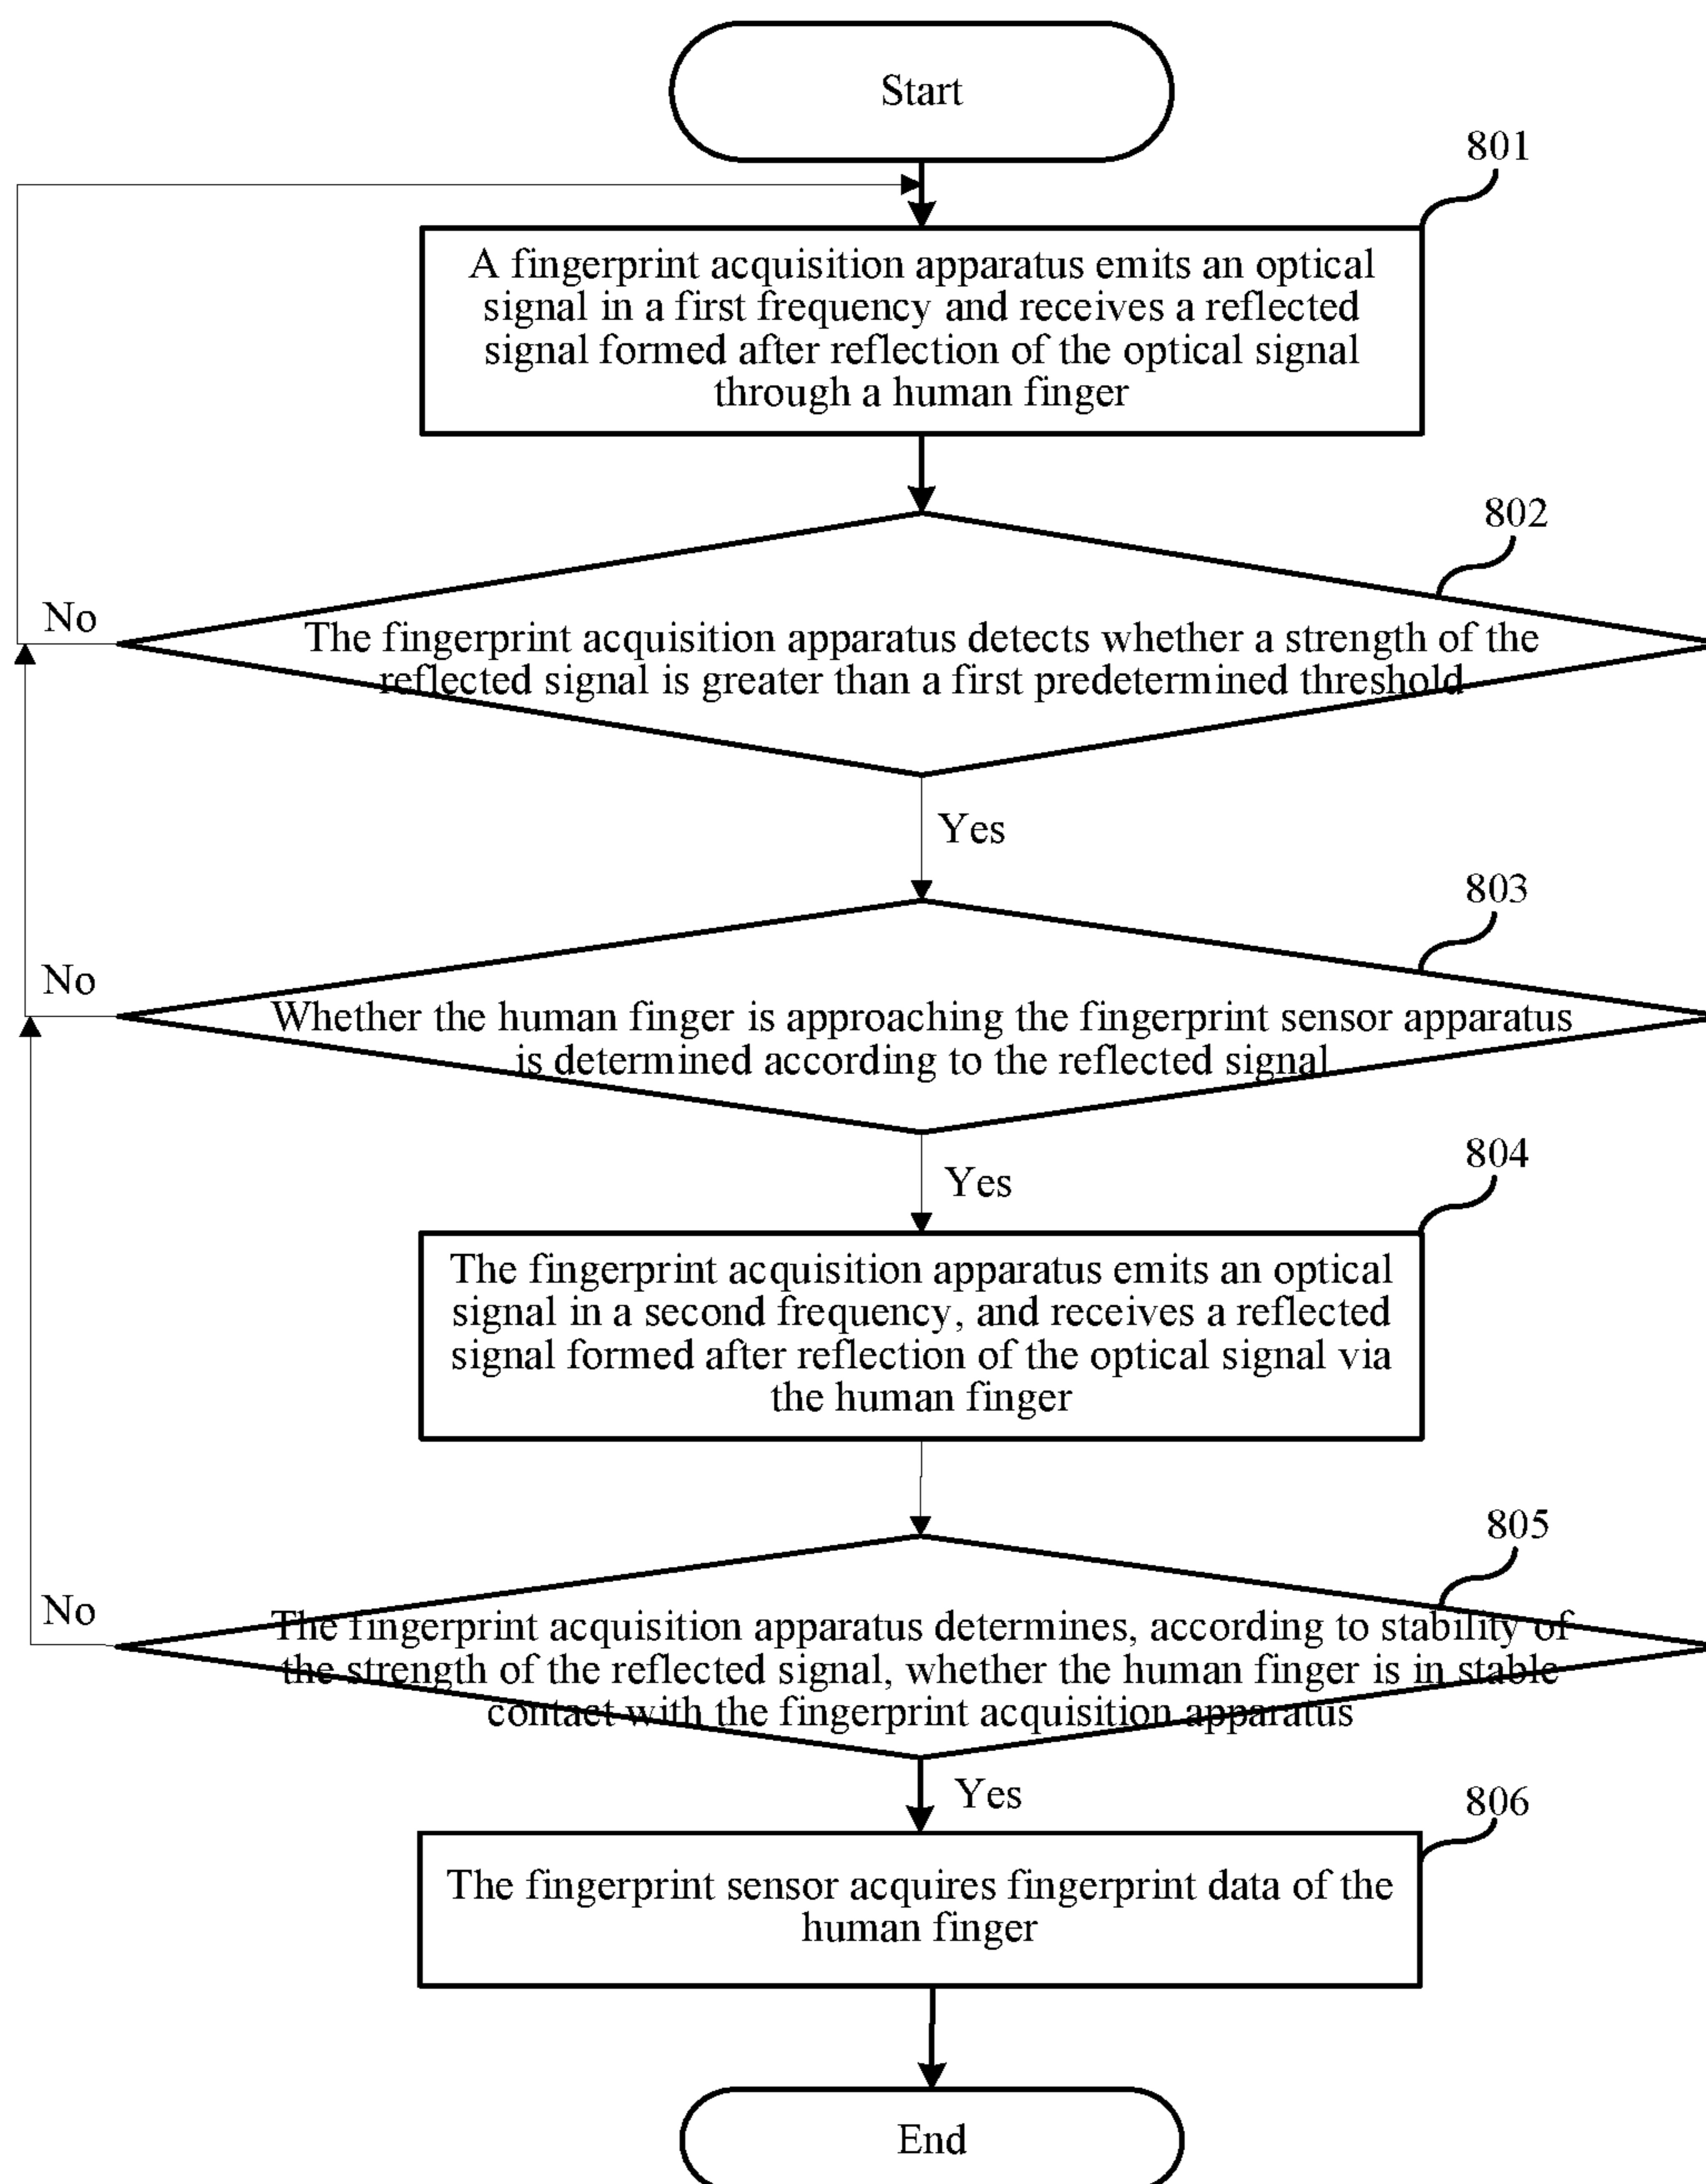 Start
801
A fingerprint acquisition apparatus emits an optical
signal in a first frequency and receives a reflected
signal formed after reflection of the optical signal
through a human finger
802
No
The fingerprint acquisition apparatus detects whether a strength of the
reflected signal is greater than a first predetermined threshold
Yes
803
No
Whether the human finger is approaching the fingerprint sensor apparatus
is determined according to the reflected signal
Yes
804
The fingerprint acquisition apparatus emits an optical
signal in a second frequency, and receives a reflected
signal formed after reflection of the optical signal via
the human finger
805
No
The fingerprint acquisition apparatus determines, according to stability of
the strength of the reflected signal, whether the human finger is in stable
contact with the fingerprint acquisition apparatus
Yes
806
The fingerprint sensor acquires fingerprint data of the
human finger
End